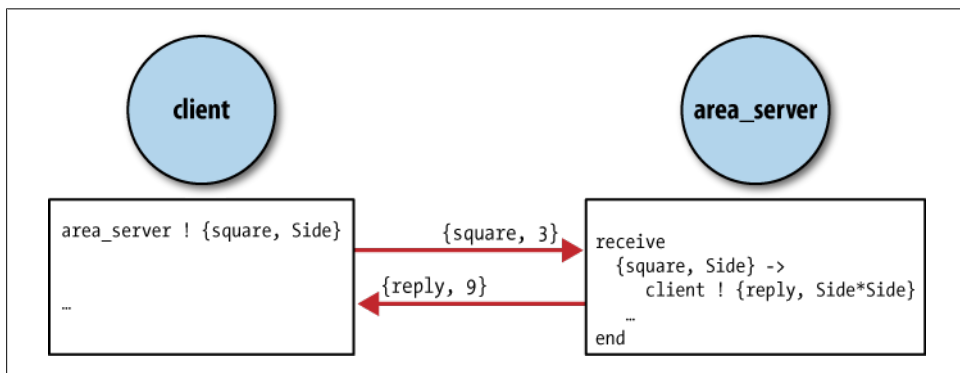 client
area_server
area_server ! {square, Side}
…
{square, 3}
{reply, 9}
receive
{square, Side} ->
client ! {reply, Side*Side}
…
end